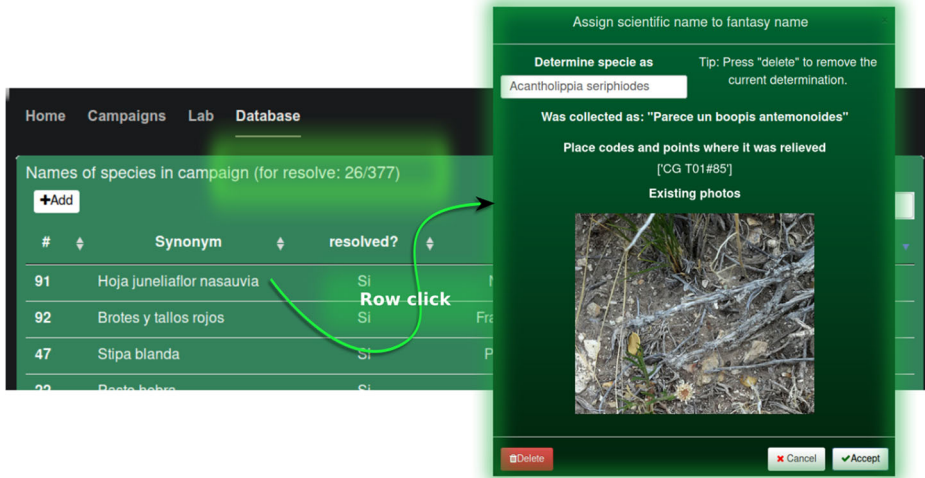 Assign scientific name to fantasy name
Determine specie as
Tip: Press "delete" to remove the
current determination.
Acantholippia seriphiodes
Was collected as: "Parece un boopis antemonoides"
Place codes and points where it was relieved
['CG T01#85']
Existing photos
Delete
Cancel
Accept
Home Campaigns Lab Database
Names of species in campaign (for resolve: 26/377)
+Add
# Synonym resolved?
91 Hoja juneliaflor nasauvia Si
Row click
92 Brotes y tallos rojos Si Fra
47 Stipa blanda Si P